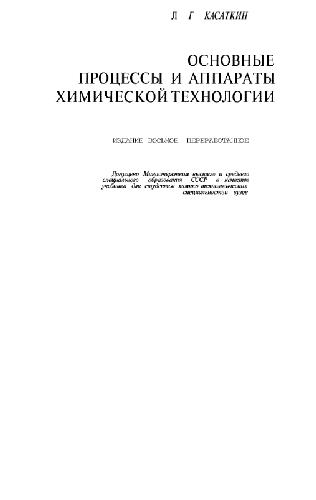 Л Г КАСАТКИН
ОСНОВНЫЕ
ПРОЦЕССЫ И АППАРАТЫ
ХИМИЧЕСКОЙ ТЕХНОЛОГИИ
ИЗДАНИЕ ВОСЬМОЕ ПЕРЕРАБОТАННОЕ
Допущено Министерством высшего и среднего
специального образования СССР в качестве
учебника для студентов химико-технологических
специальностей вузов